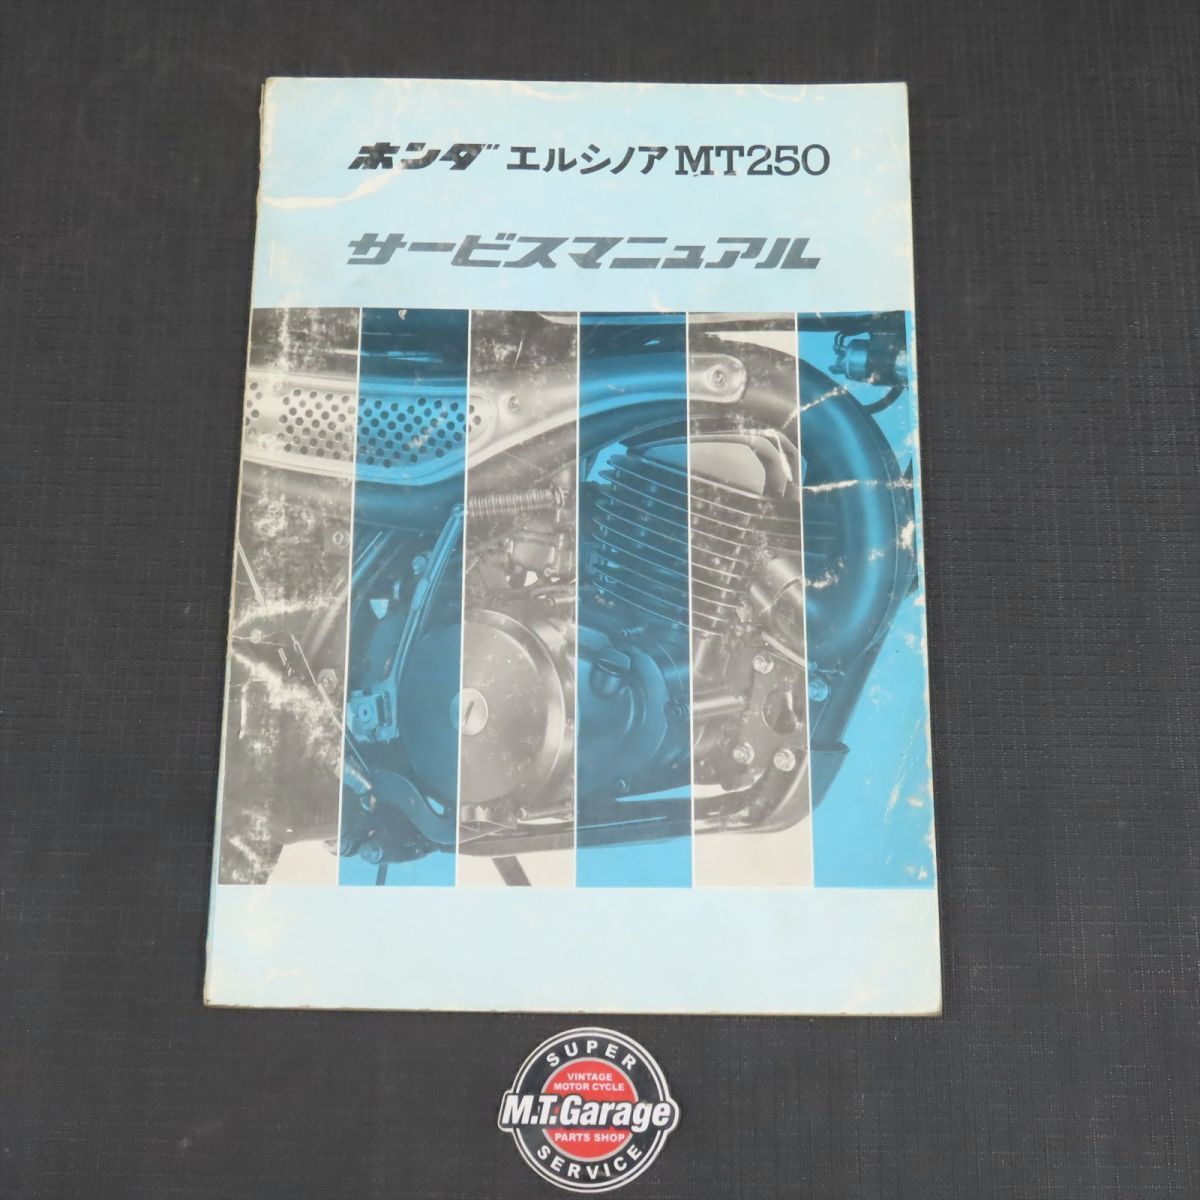 ホンダ エルシノア MT250
サービスマニュアル
SUPER
VINTAGE
MOTOR CYCLE
M.T.Garage
PARTS SHOP
SERVICE